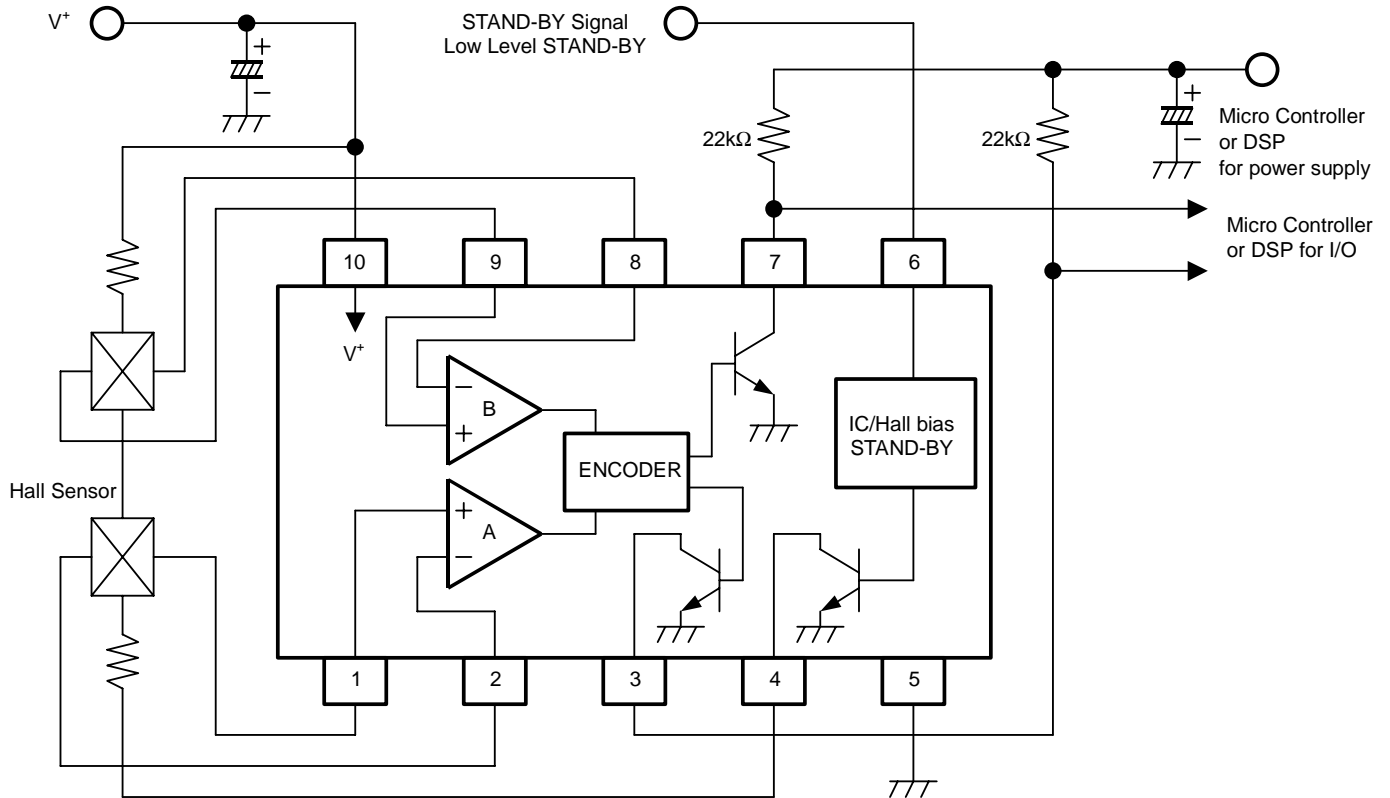 V+
STAND-BY Signal
Low Level STAND-BY
+
−
+
−
22kΩ
22kΩ
Micro Controller
or DSP
for power supply
Micro Controller
or DSP for I/O
10
9
8
7
6
V+
−
B
+
IC/Hall bias
STAND-BY
ENCODER
Hall Sensor
+
A
−
1
2
3
4
5